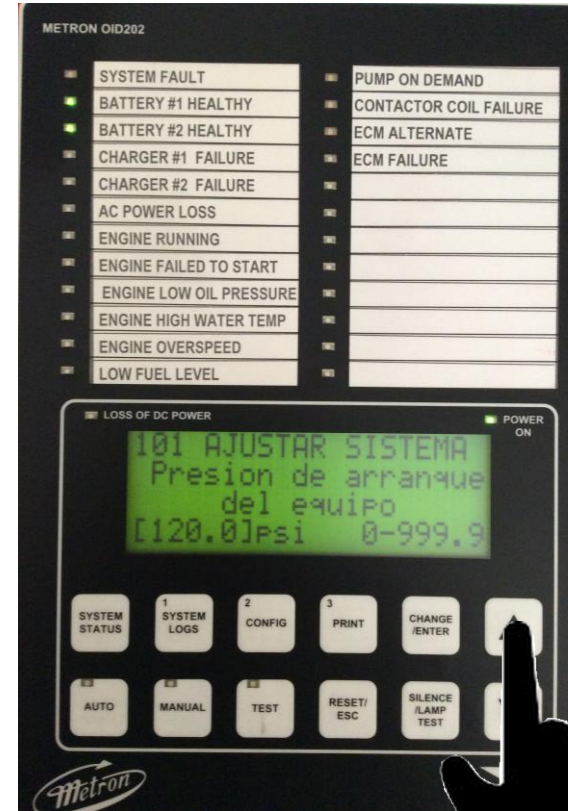 METRON OID202
SYSTEM FAULT
BATTERY #1 HEALTHY
BATTERY #2 HEALTHY
CHARGER #1 FAILURE
CHARGER #2 FAILURE
AC POWER LOSS
ENGINE RUNNING
ENGINE FAILED TO START
ENGINE LOW OIL PRESSURE
ENGINE HIGH WATER TEMP
ENGINE OVERSPEED
LOW FUEL LEVEL
PUMP ON DEMAND
CONTACTOR COIL FAILURE
ECM ALTERNATE
ECM FAILURE
LOSS OF DC POWER
POWER
ON
101 AJUSTAR SISTEMA
Presion de arranque
del equipo
[120.0]psi 0-999.9
SYSTEM
STATUS
1
SYSTEM
LOGS
2
CONFIG
3
PRINT
CHANGE
/ENTER
AUTO
MANUAL
TEST
RESET/
ESC
SILENCE
/LAMP
TEST
Metron